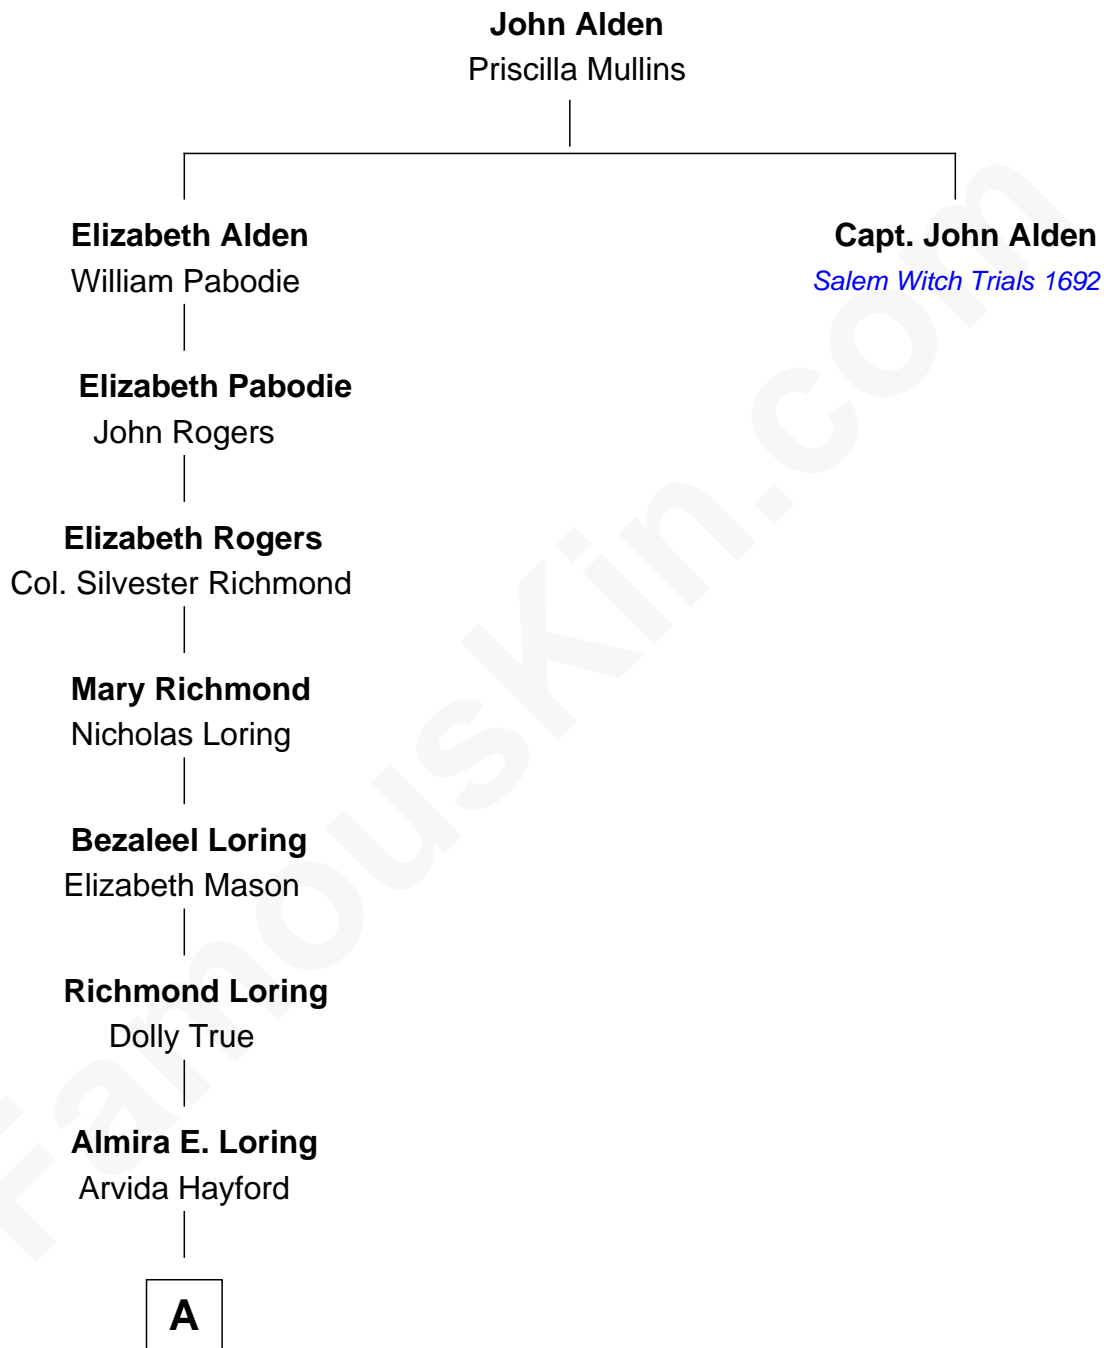 John Alden
Priscilla Mullins
Elizabeth Alden
William Pabodie
Capt. John Alden
Salem Witch Trials 1692
Elizabeth Pabodie
John Rogers
Elizabeth Rogers
Col. Silvester Richmond
Mary Richmond
Nicholas Loring
Bezaleel Loring
Elizabeth Mason
Richmond Loring
Dolly True
Almira E. Loring
Arvida Hayford
A
FamousKin.com